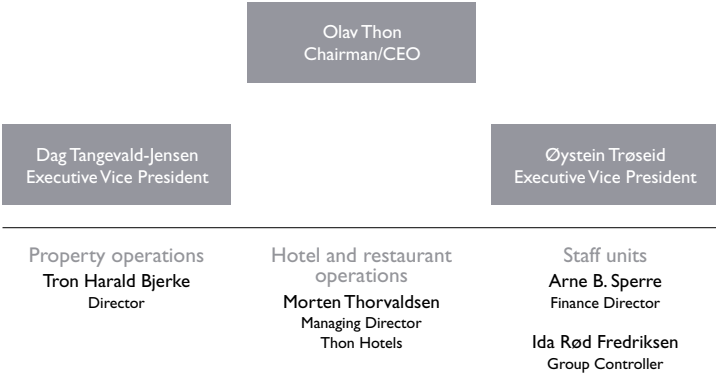 Olav Thon
Chairman/CEO
Dag Tangevald-Jensen
Executive Vice President
Øystein Trøseid
Executive Vice President
Property operations
Tron Harald Bjerke
Director
Hotel and restaurant
operations
Morten Thorvaldsen
Managing Director
Thon Hotels
Staff units
Arne B. Sperre
Finance Director
Ida Rød Fredriksen
Group Controller